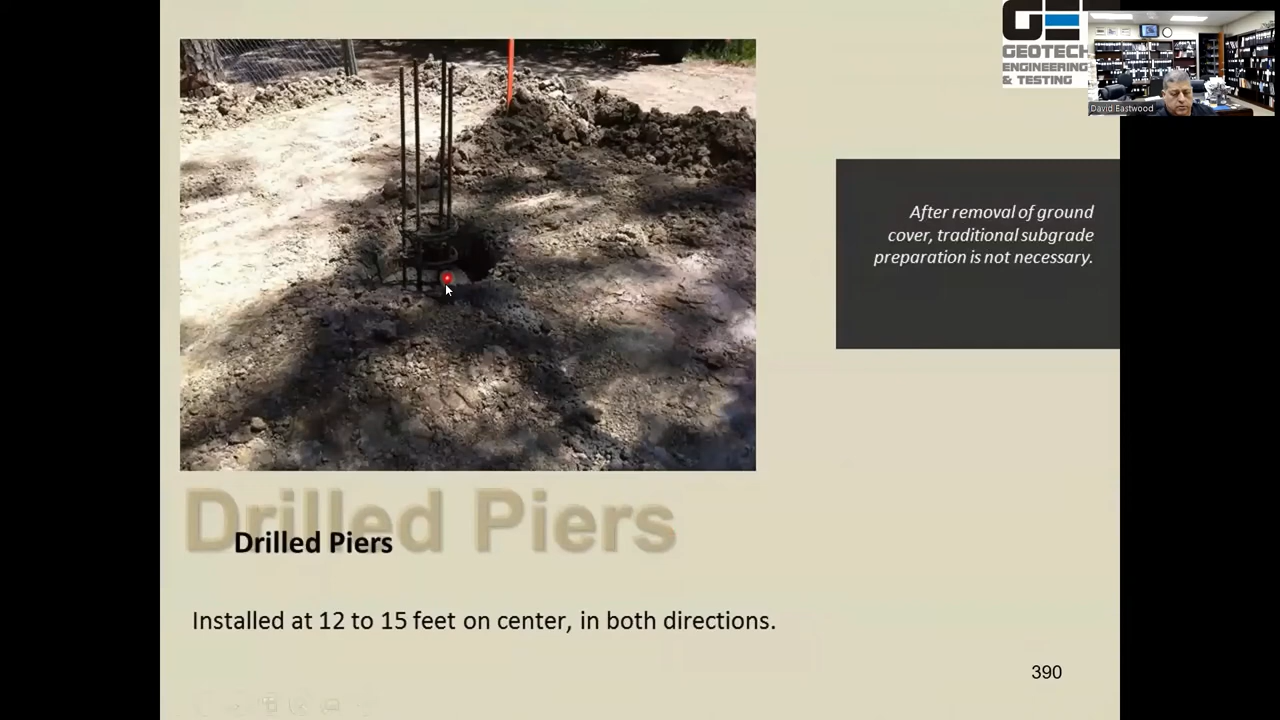 GET
GEOTECH
ENGINEERING
& TESTING
David Eastwood
After removal of ground
cover, traditional subgrade
preparation is not necessary.
Drilled Piers
Drilled Piers
Installed at 12 to 15 feet on center, in both directions.
390